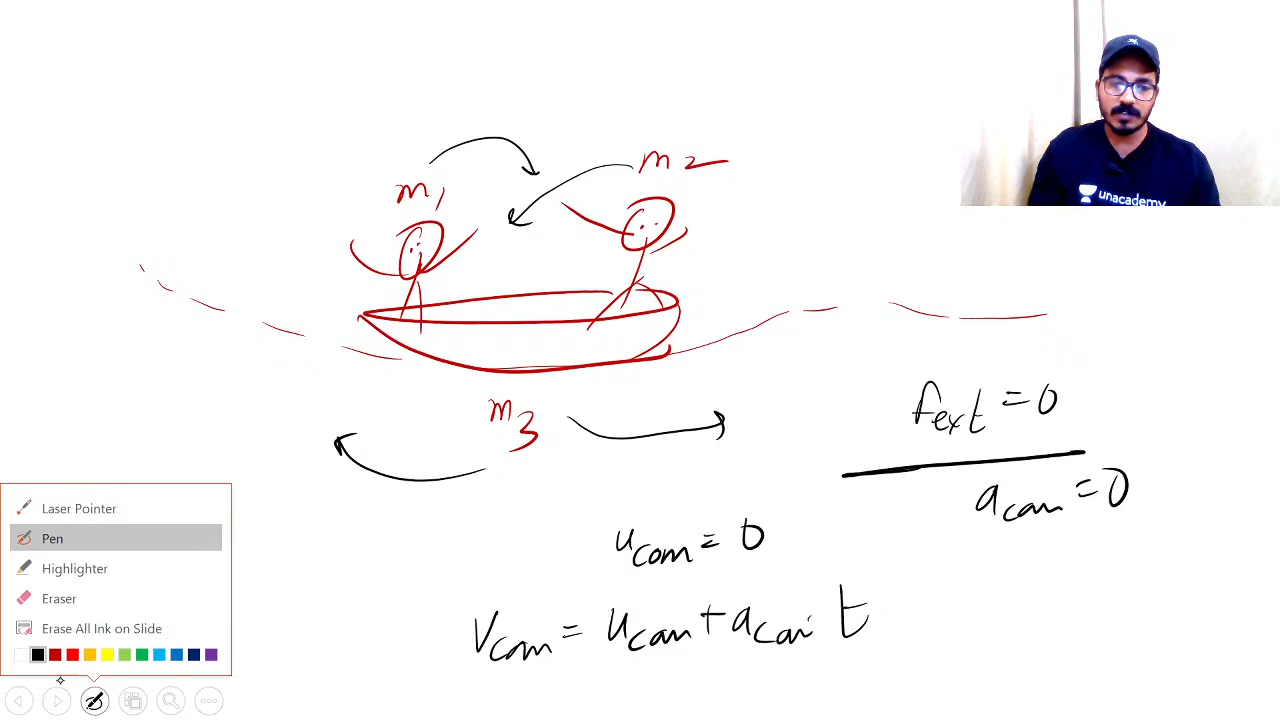 m2
m1
unacademy
m3
fext = 0
acom = 0
ucom = 0
vcom = ucom + acom t
Laser Pointer
Pen
Highlighter
Eraser
Erase All Ink on Slide